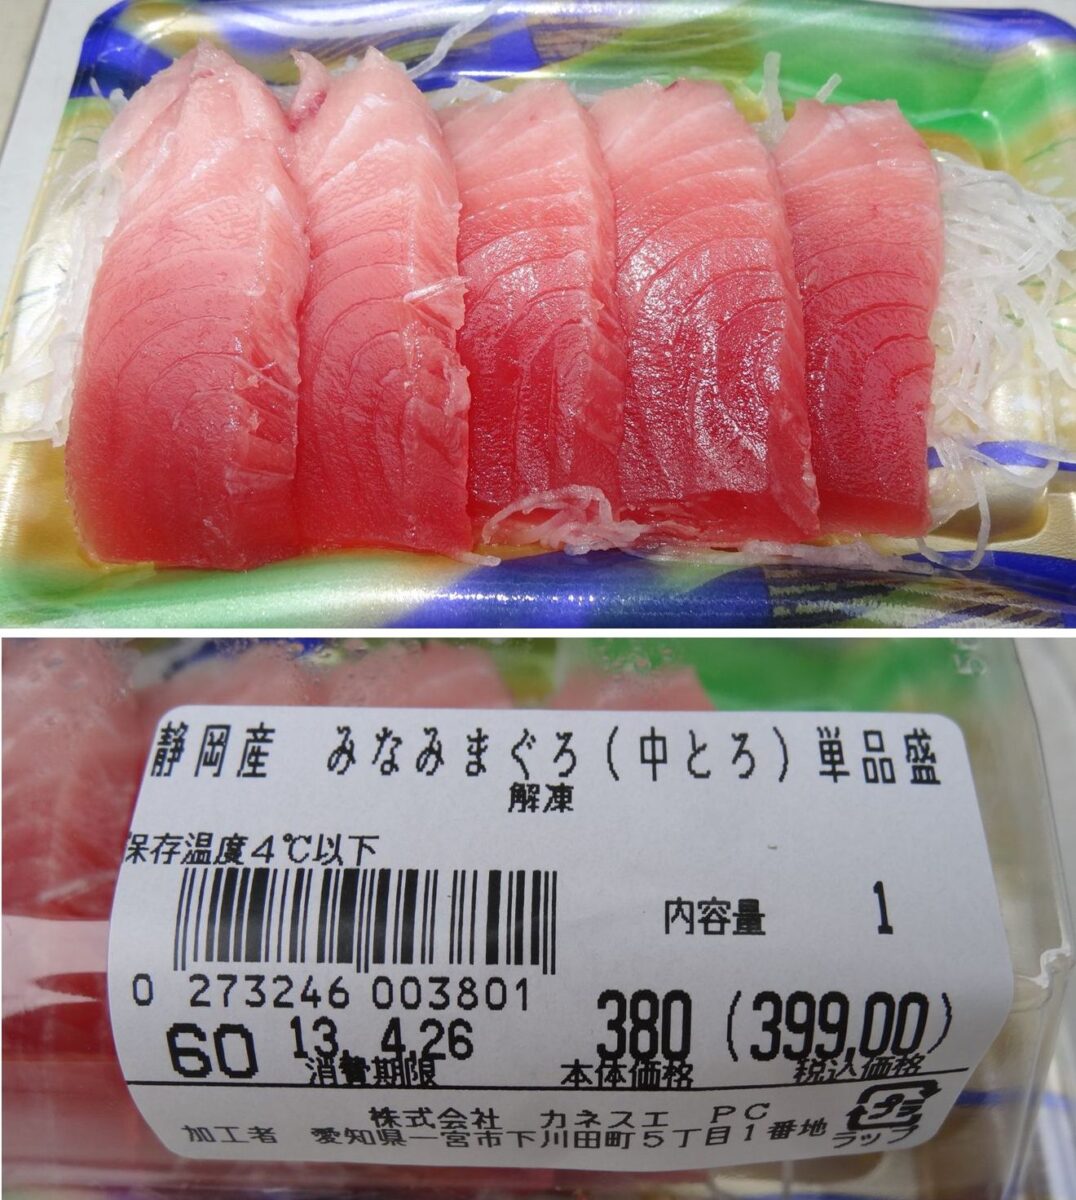 静岡産 みなみまぐろ(中とろ)単品盛
解凍
保存温度4℃以下
内容量 1
0 273246 003801
60 13. 4.26 380 (399.00)
消費期限 本体価格 税込価格
株式会社 カネスエ PC
加工者 愛知県一宮市下川田町5丁目1番地
プラ
ラップ